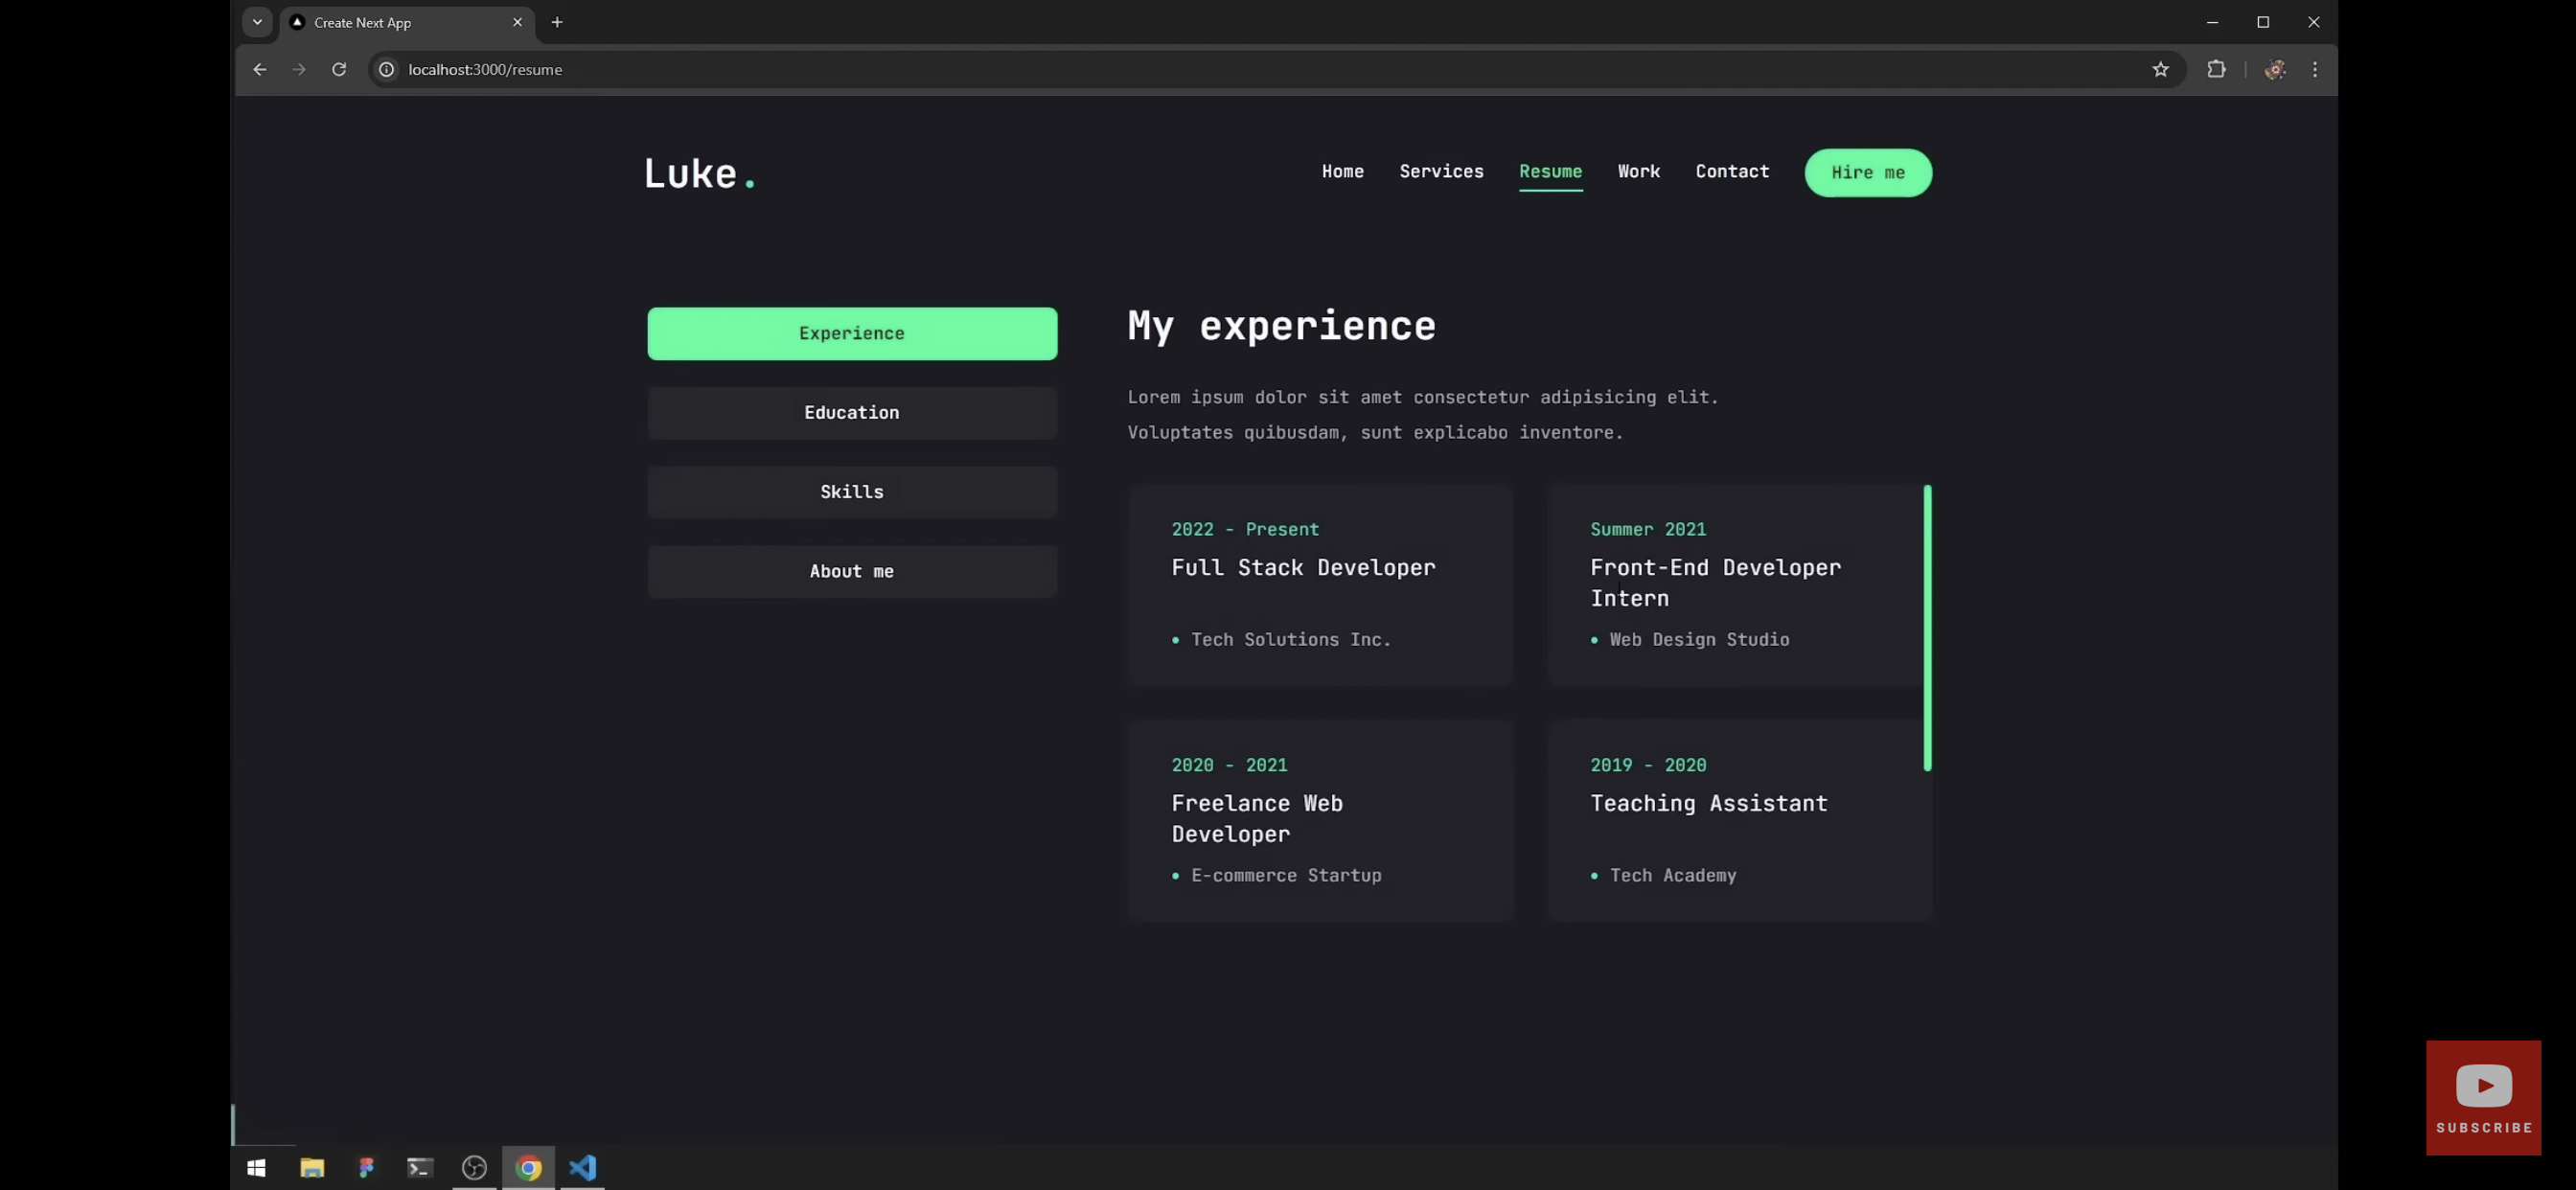 Create Next App
localhost:3000/resume
Luke.
Home Services Resume Work Contact Hire me
Experience
Education
Skills
About me
My experience
Lorem ipsum dolor sit amet consectetur adipisicing elit.
Voluptates quibusdam, sunt explicabo inventore.
2022 - Present
Full Stack Developer
• Tech Solutions Inc.
Summer 2021
Front-End Developer
Intern
• Web Design Studio
2020 - 2021
Freelance Web
Developer
• E-commerce Startup
2019 - 2020
Teaching Assistant
• Tech Academy
SUBSCRIBE